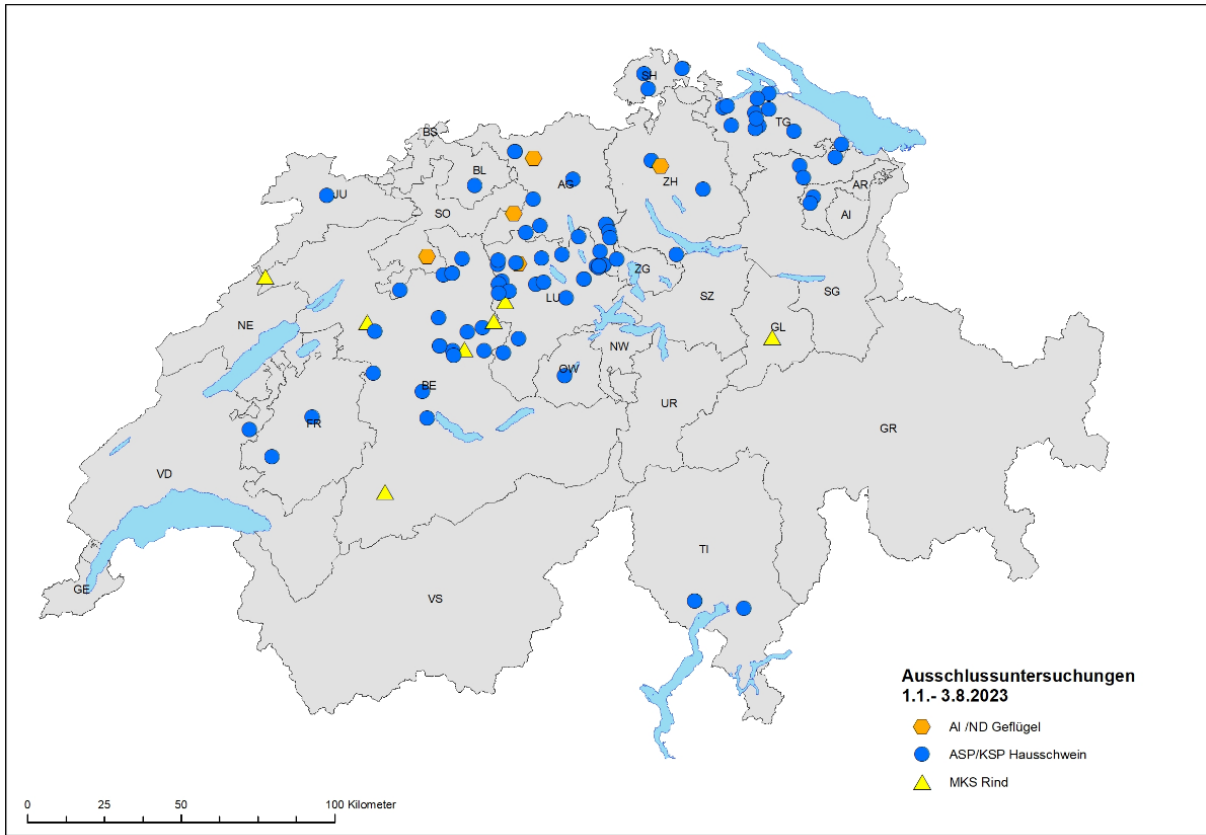 SH
TG
BS
BL
AG
ZH
JU
AR
AI
SO
ZG
LU
SZ
SG
NE
GL
NW
OW
BE
UR
FR
GR
VD
TI
GE
VS
Ausschlussuntersuchungen
1.1.- 3.8.2023
AI /ND Geflügel
ASP/KSP Hausschwein
MKS Rind
0 25 50 100 Kilometer